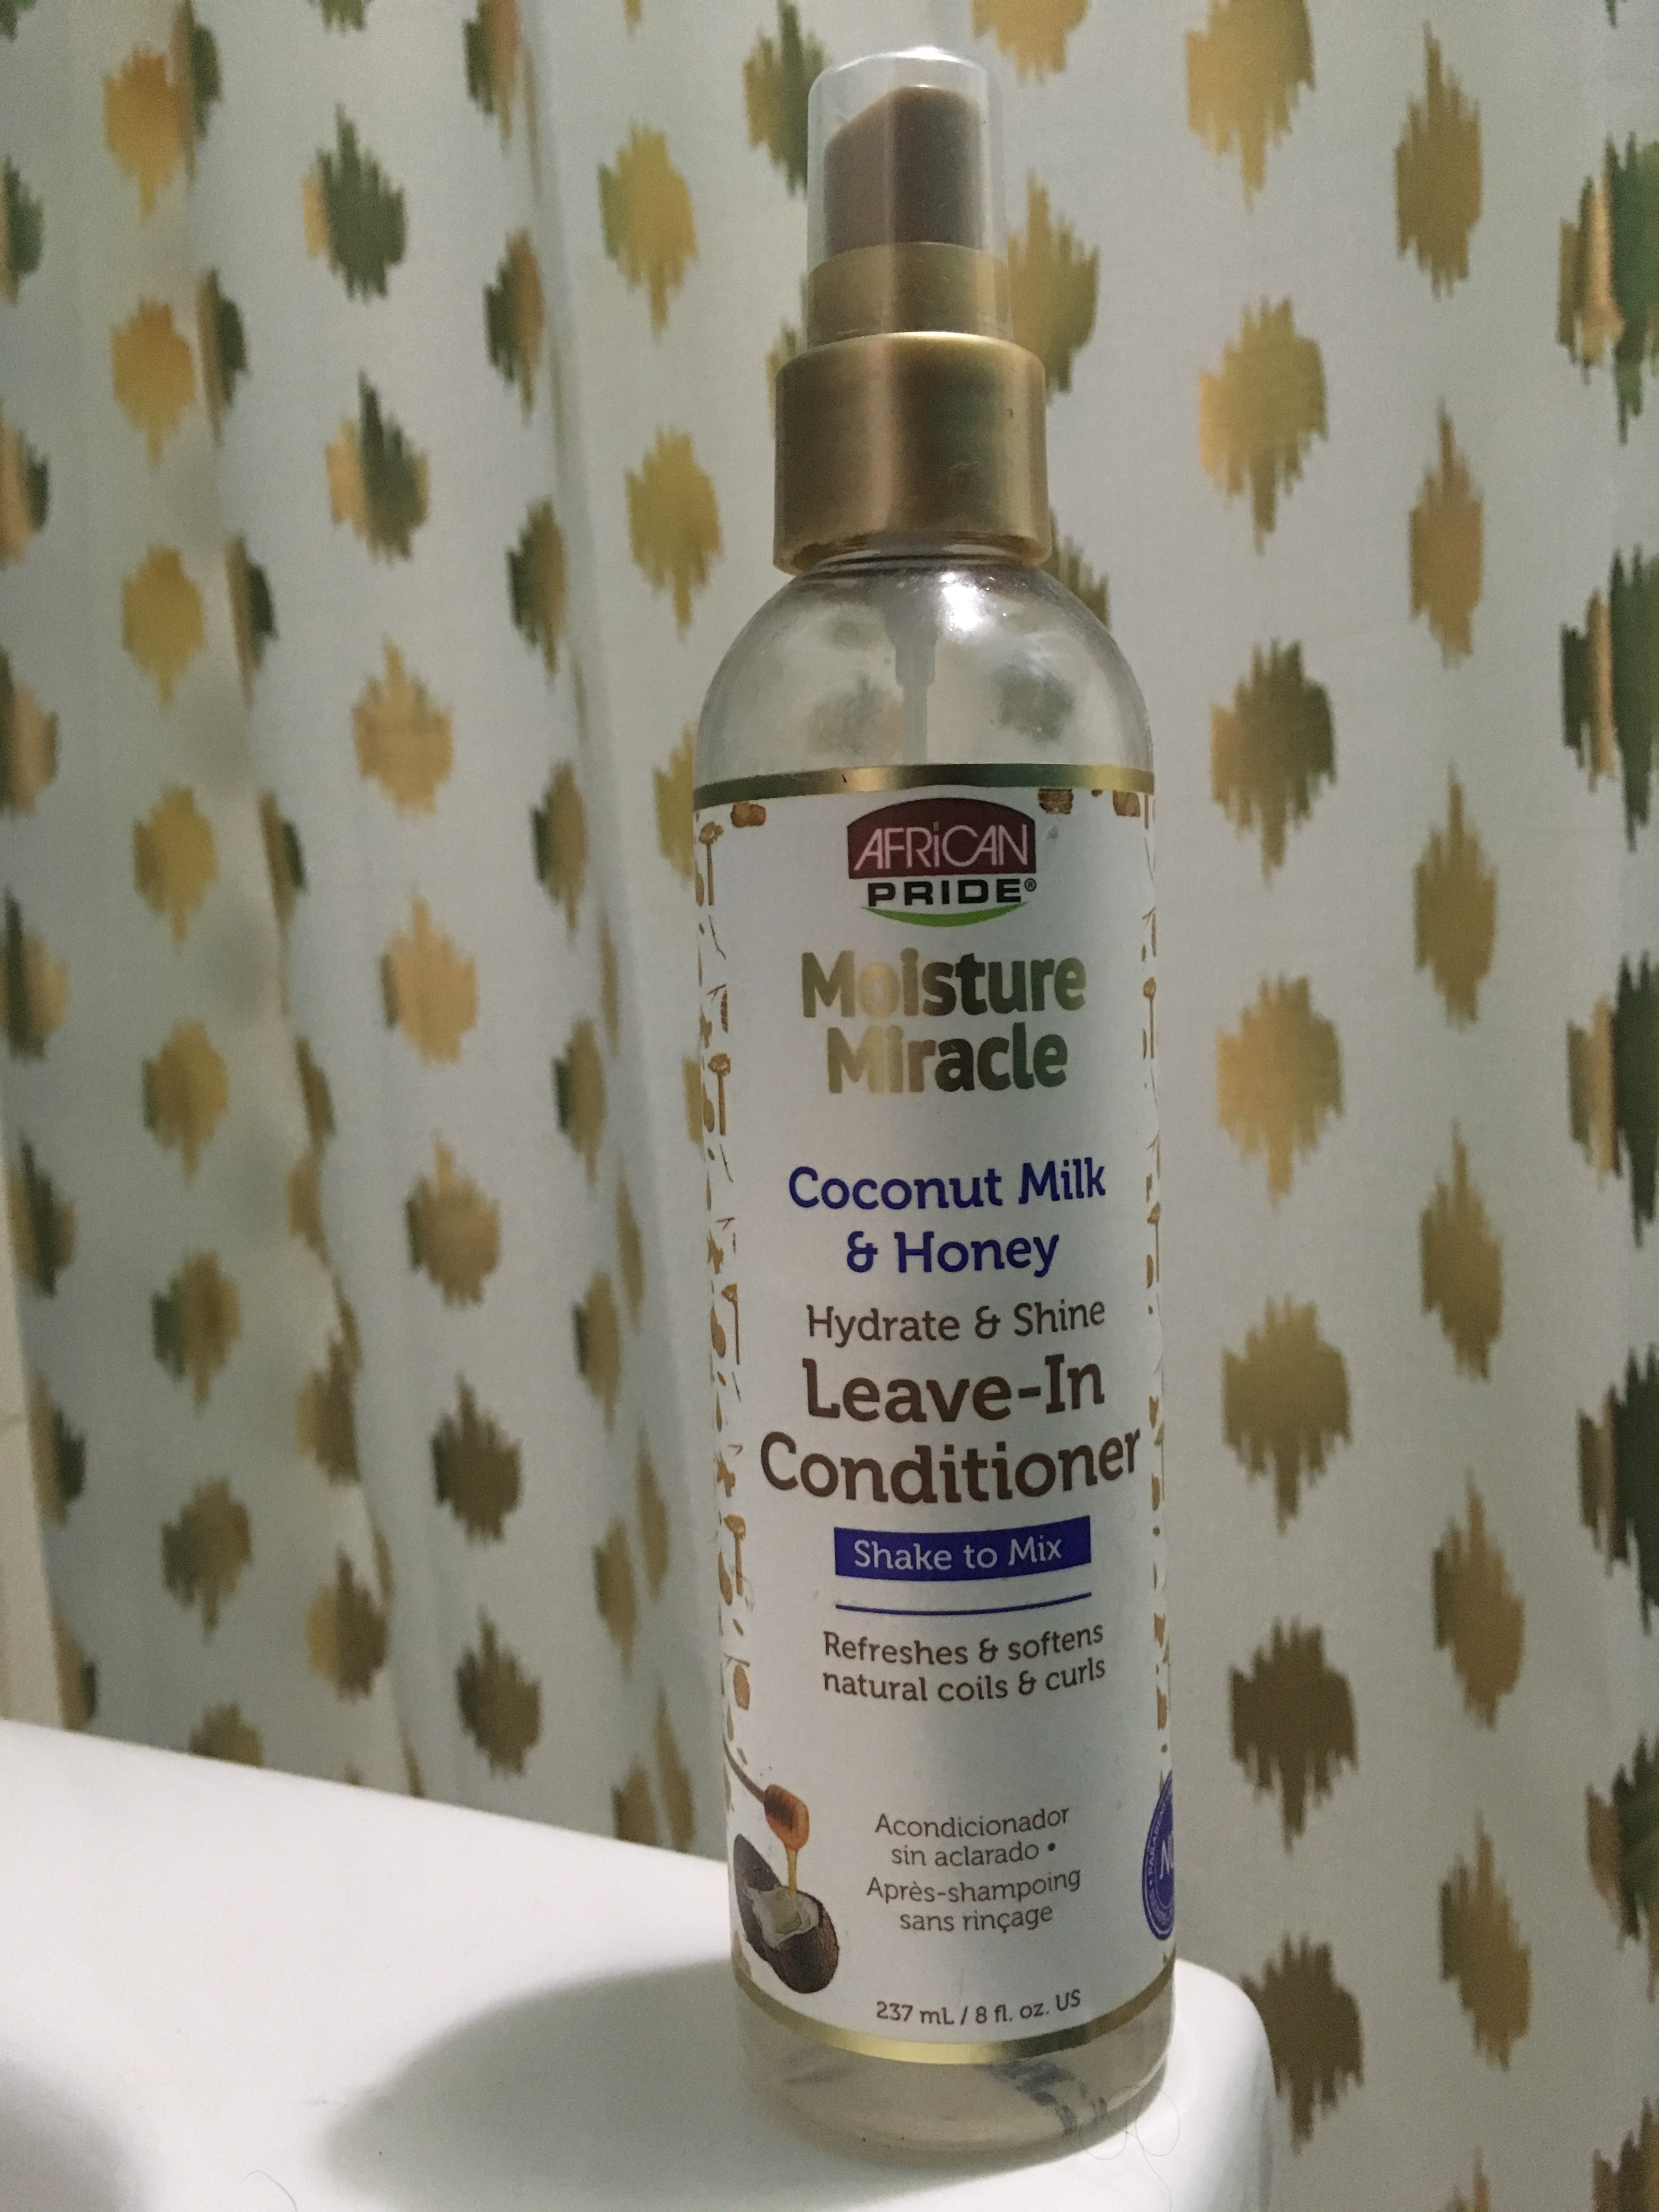 AFRiCAN
PRIDE®
Moisture
Miracle
Coconut Milk
& Honey
Hydrate & Shine
Leave-In
Conditioner
Shake to Mix
Refreshes & softens
natural coils & curls
Acondicionador
sin aclarado •
Après-shampoing
sans rinçage
237 mL / 8 fl. oz. US